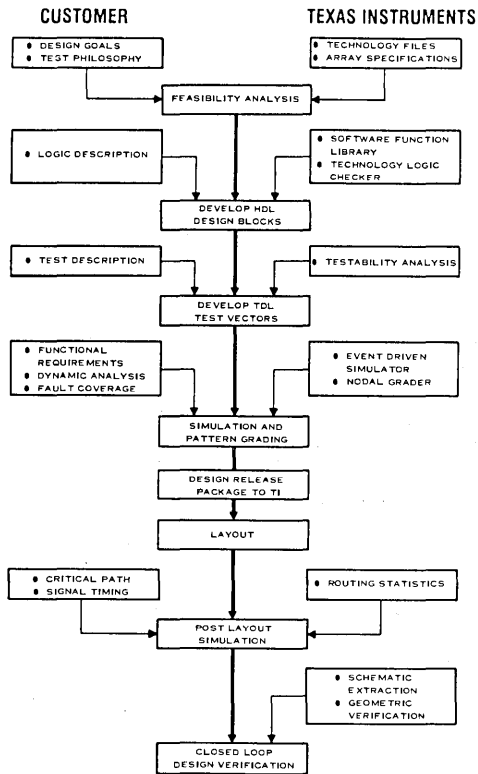 CUSTOMER
TEXAS INSTRUMENTS
● DESIGN GOALS
● TEST PHILOSOPHY
● TECHNOLOGY FILES
● ARRAY SPECIFICATIONS
FEASIBILITY ANALYSIS
● LOGIC DESCRIPTION
● SOFTWARE FUNCTION
LIBRARY
● TECHNOLOGY LOGIC
CHECKER
DEVELOP HDL
DESIGN BLOCKS
● TEST DESCRIPTION
● TESTABILITY ANALYSIS
DEVELOP TDL
TEST VECTORS
● FUNCTIONAL
REQUIREMENTS
● DYNAMIC ANALYSIS
● FAULT COVERAGE
● EVENT DRIVEN
SIMULATOR
● NODAL GRADER
SIMULATION AND
PATTERN GRADING
DESIGN RELEASE
PACKAGE TO TI
LAYOUT
● CRITICAL PATH
● SIGNAL TIMING
● ROUTING STATISTICS
POST LAYOUT
SIMULATION
● SCHEMATIC
EXTRACTION
● GEOMETRIC
VERIFICATION
CLOSED LOOP
DESIGN VERIFICATION